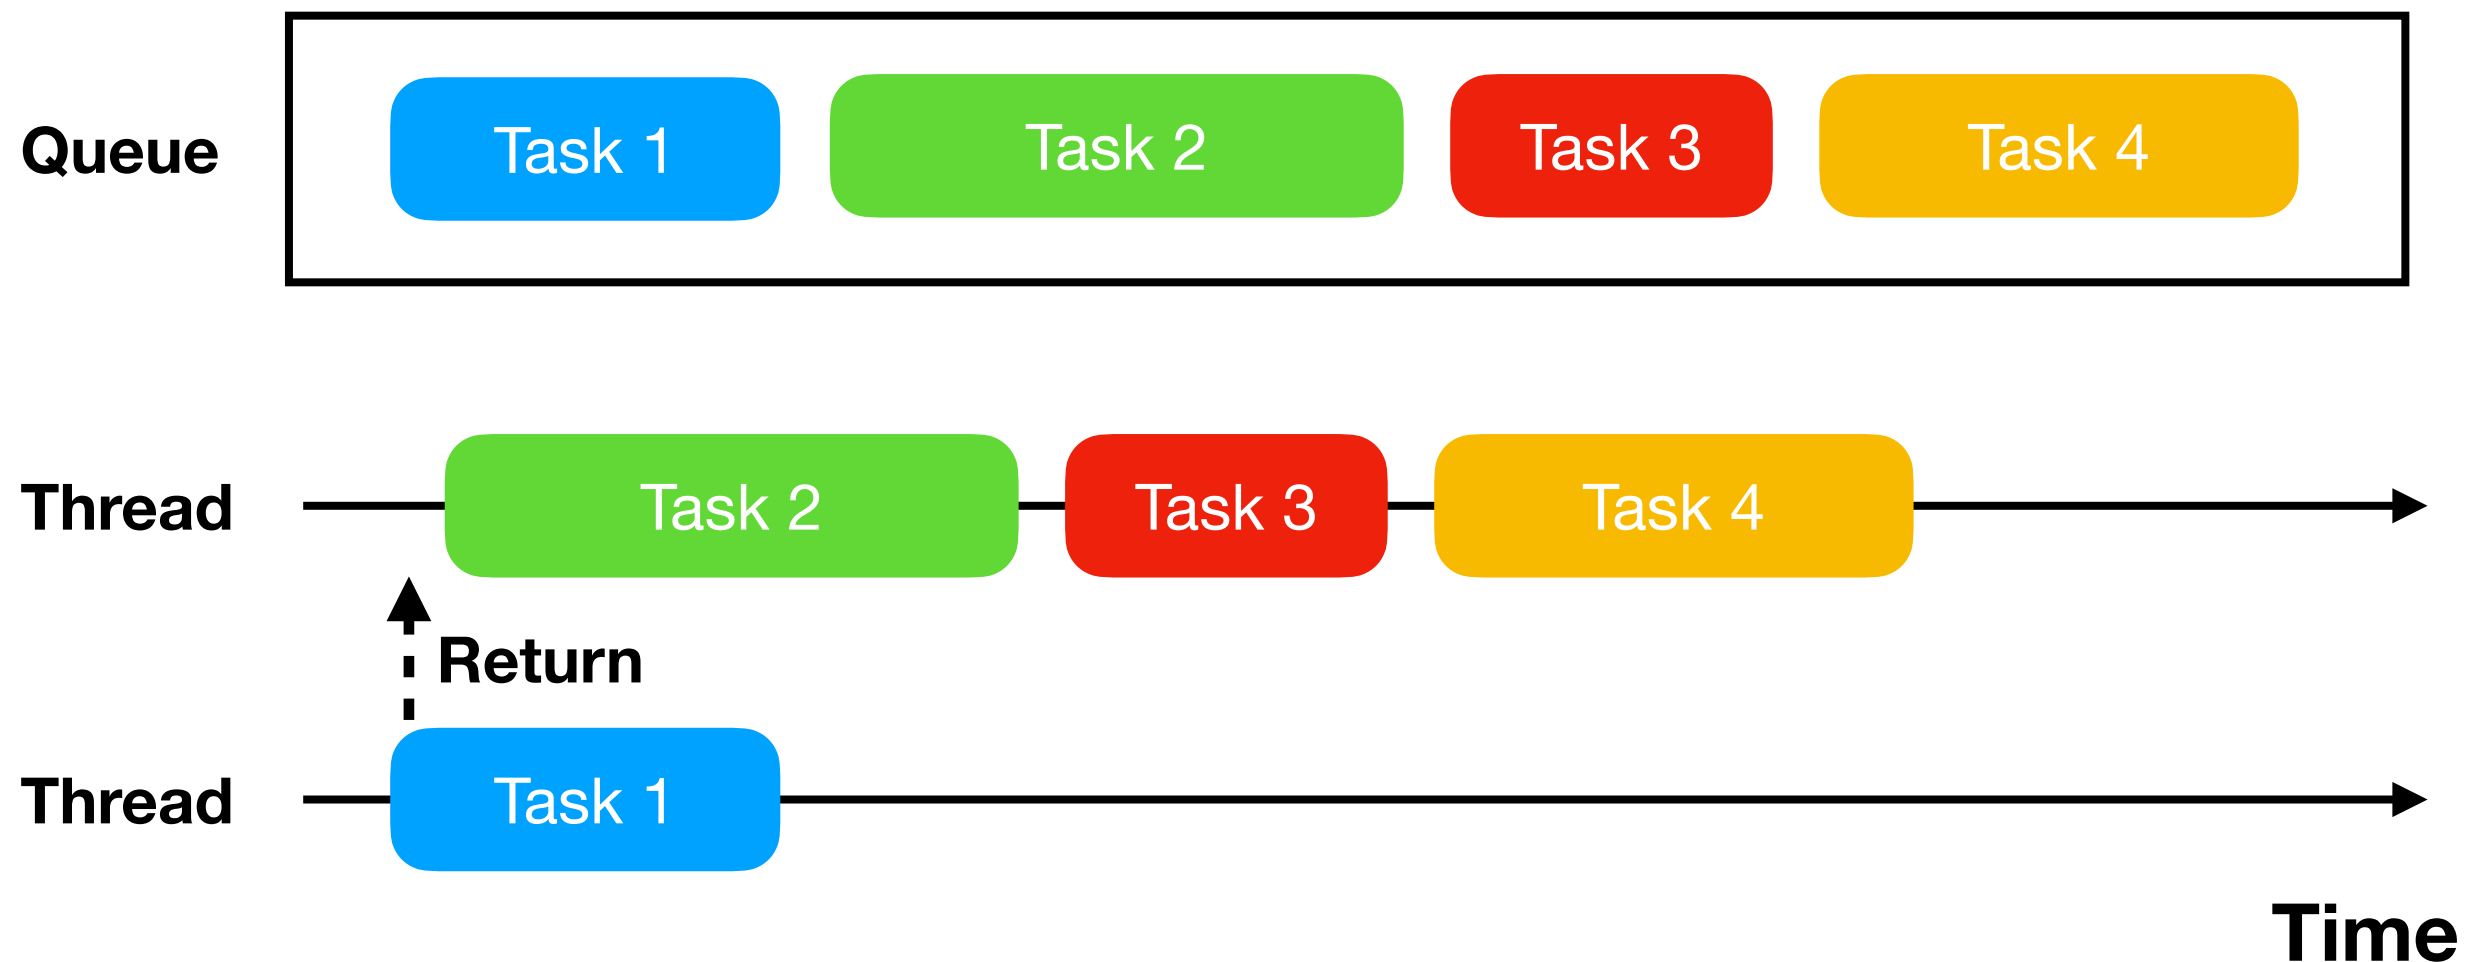 Queue
Task 1
Task 2
Task 3
Task 4
Thread
Task 2
Task 3
Task 4
Return
Thread
Task 1
Time